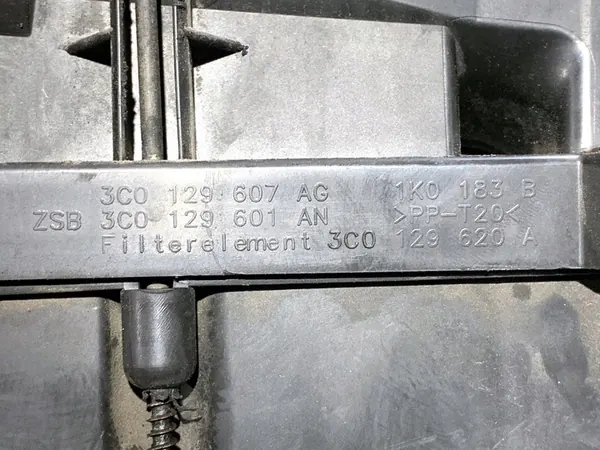 3C0 129 607 AG 1K0 183 B
ZSB 3C0 129 601 AN >PP-T20<
Filterelement 3C0 129 620 A